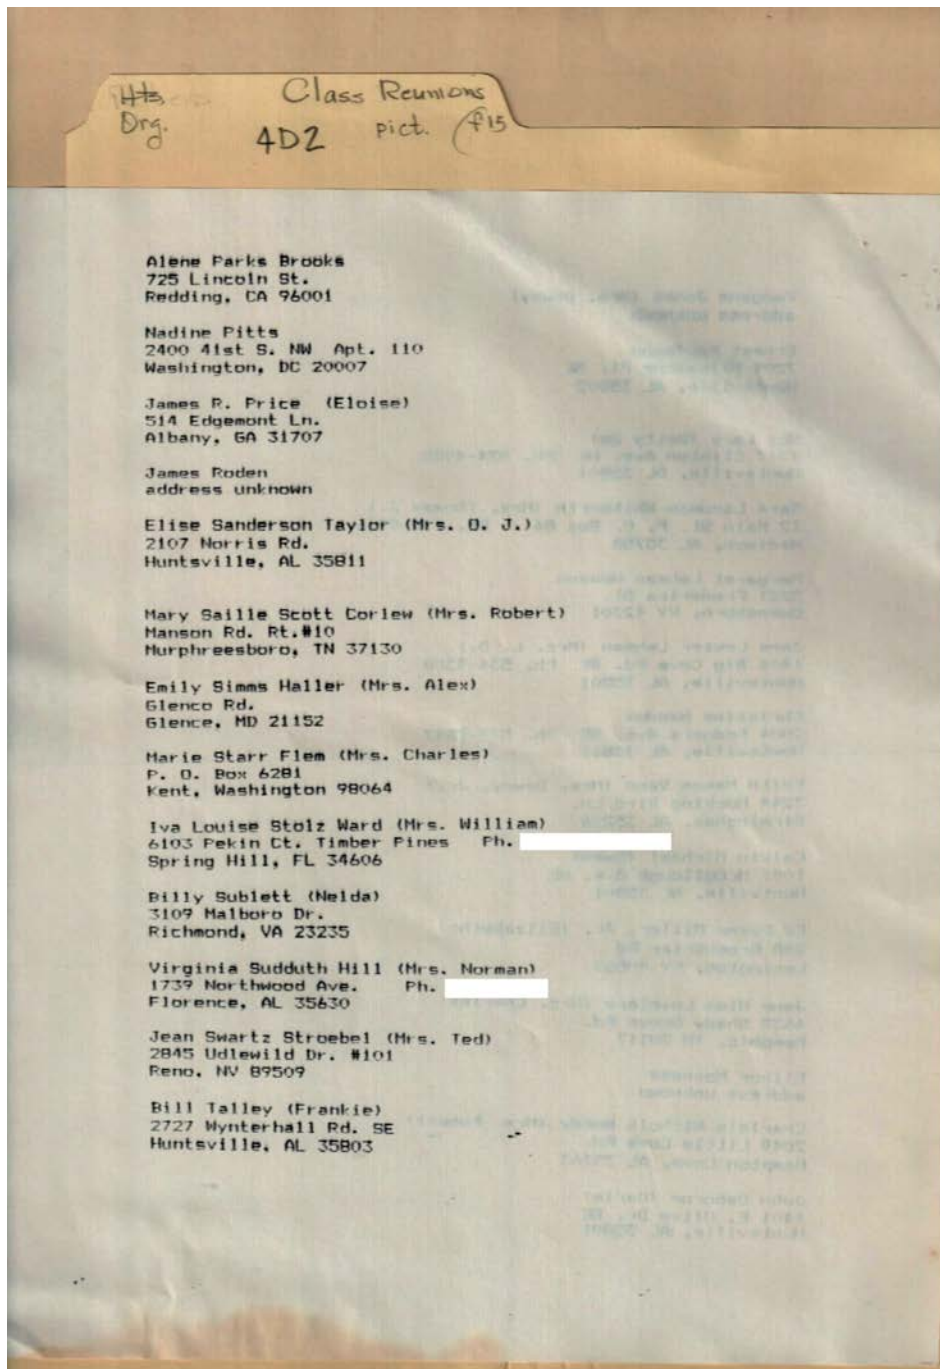 Hts.
Class Reunions
Org.
4D2 pict. (f15
Alene Parks Brooks
725 Lincoln St.
Redding, CA 96001
Nadine Pitts
2400 41st S. NW Apt. 110
Washington, DC 20007
James R. Price (Eloise)
514 Edgemont Ln.
Albany, GA 31707
James Roden
address unknown
Elise Sanderson Taylor (Mrs. O. J.)
2107 Norris Rd.
Huntsville, AL 35811
Mary Saille Scott Corlew (Mrs. Robert)
Manson Rd. Rt.#10
Murphreesboro, TN 37130
Emily Simms Haller (Mrs. Alex)
Glenco Rd.
Glence, MD 21152
Marie Starr Flem (Mrs. Charles)
P. O. Box 6281
Kent, Washington 98064
Iva Louise Stolz Ward (Mrs. William)
6103 Pekin Ct. Timber Pines Ph.
Spring Hill, FL 34606
Billy Sublett (Nelda)
3109 Malboro Dr.
Richmond, VA 23235
Virginia Sudduth Hill (Mrs. Norman)
1739 Northwood Ave. Ph.
Florence, AL 35630
Jean Swartz Stroebel (Mrs. Ted)
2845 Udlewild Dr. #101
Reno, NV 89509
Bill Talley (Frankie)
2727 Wynterhall Rd. SE
Huntsville, AL 35803